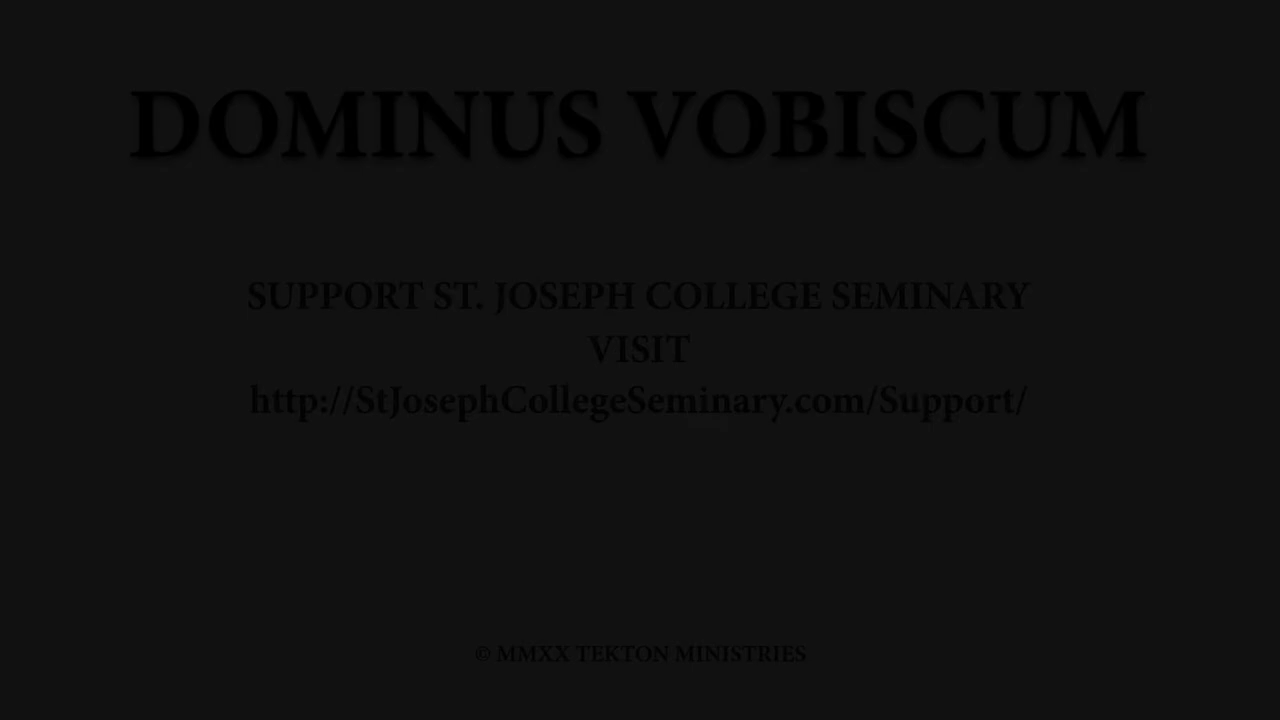 DOMINUS VOBISCUM
SUPPORT ST. JOSEPH COLLEGE SEMINARY
VISIT
http://StJosephCollegeSeminary.com/Support/
© MMXX TEKTON MINISTRIES